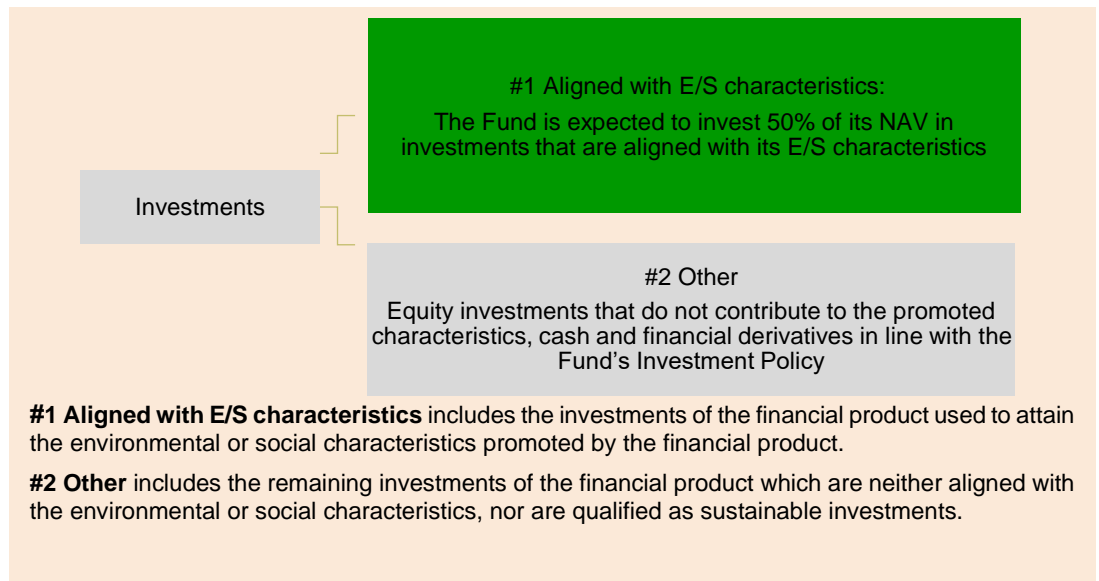 #1 Aligned with E/S characteristics:
The Fund is expected to invest 50% of its NAV in
investments that are aligned with its E/S characteristics
Investments
#2 Other
Equity investments that do not contribute to the promoted
characteristics, cash and financial derivatives in line with the
Fund's Investment Policy
#1 Aligned with E/S characteristics includes the investments of the financial product used to attain
the environmental or social characteristics promoted by the financial product.
#2 Other includes the remaining investments of the financial product which are neither aligned with
the environmental or social characteristics, nor are qualified as sustainable investments.